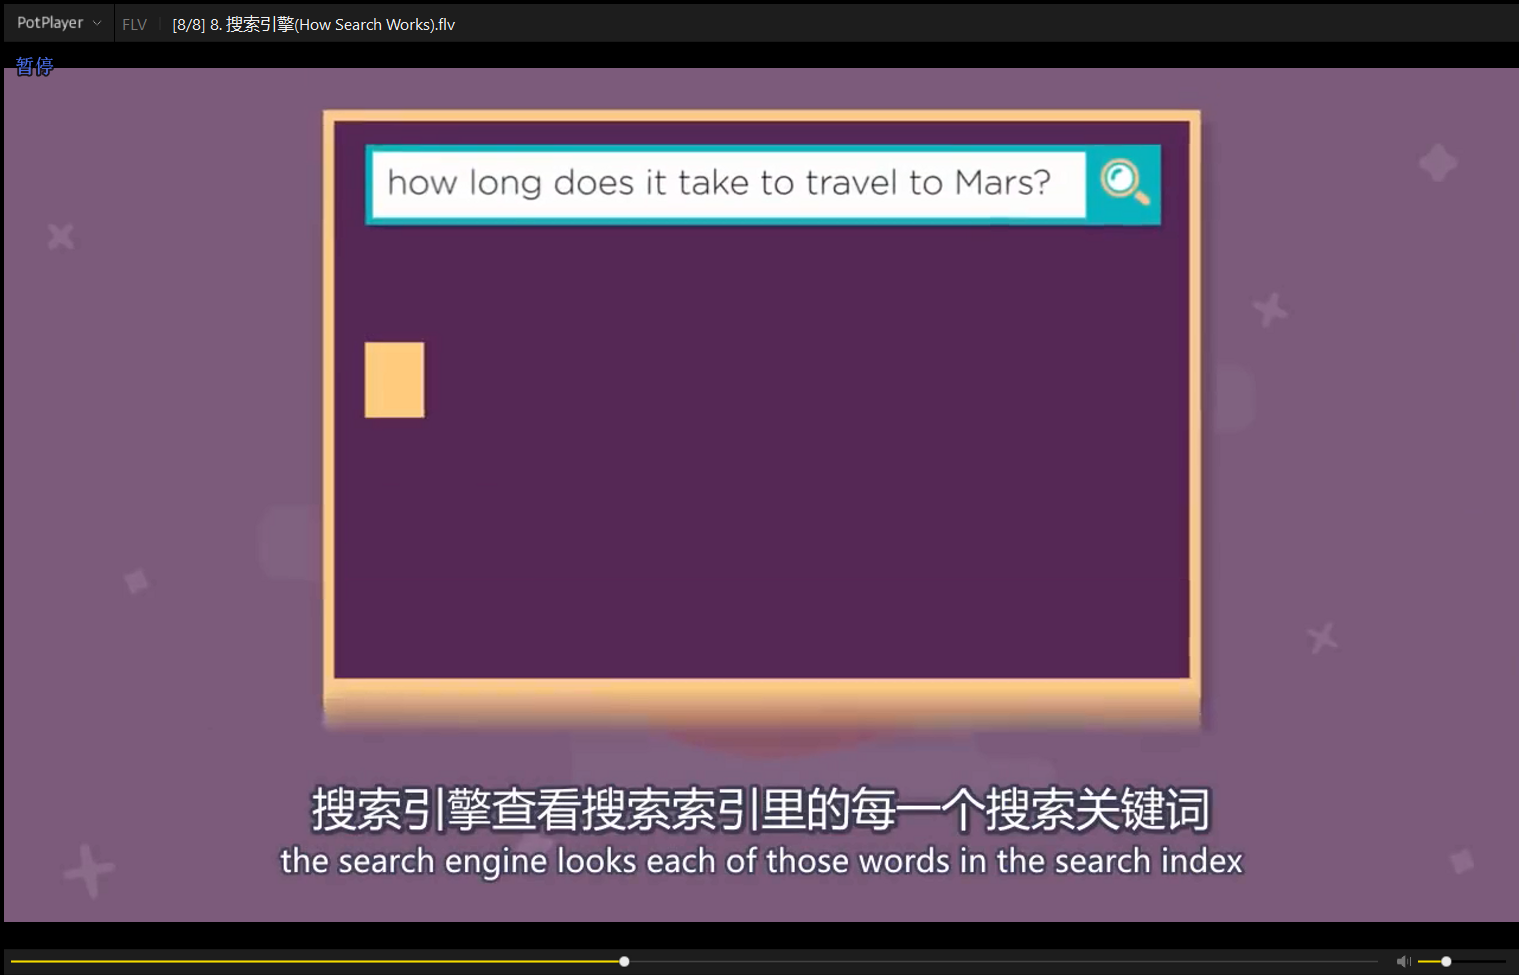 PotPlayer FLV [8/8] 8. 搜索引擎(How Search Works).flv
暂停
how long does it take to travel to Mars?
搜索引擎查看搜索索引里的每一个搜索关键词
the search engine looks each of those words in the search index